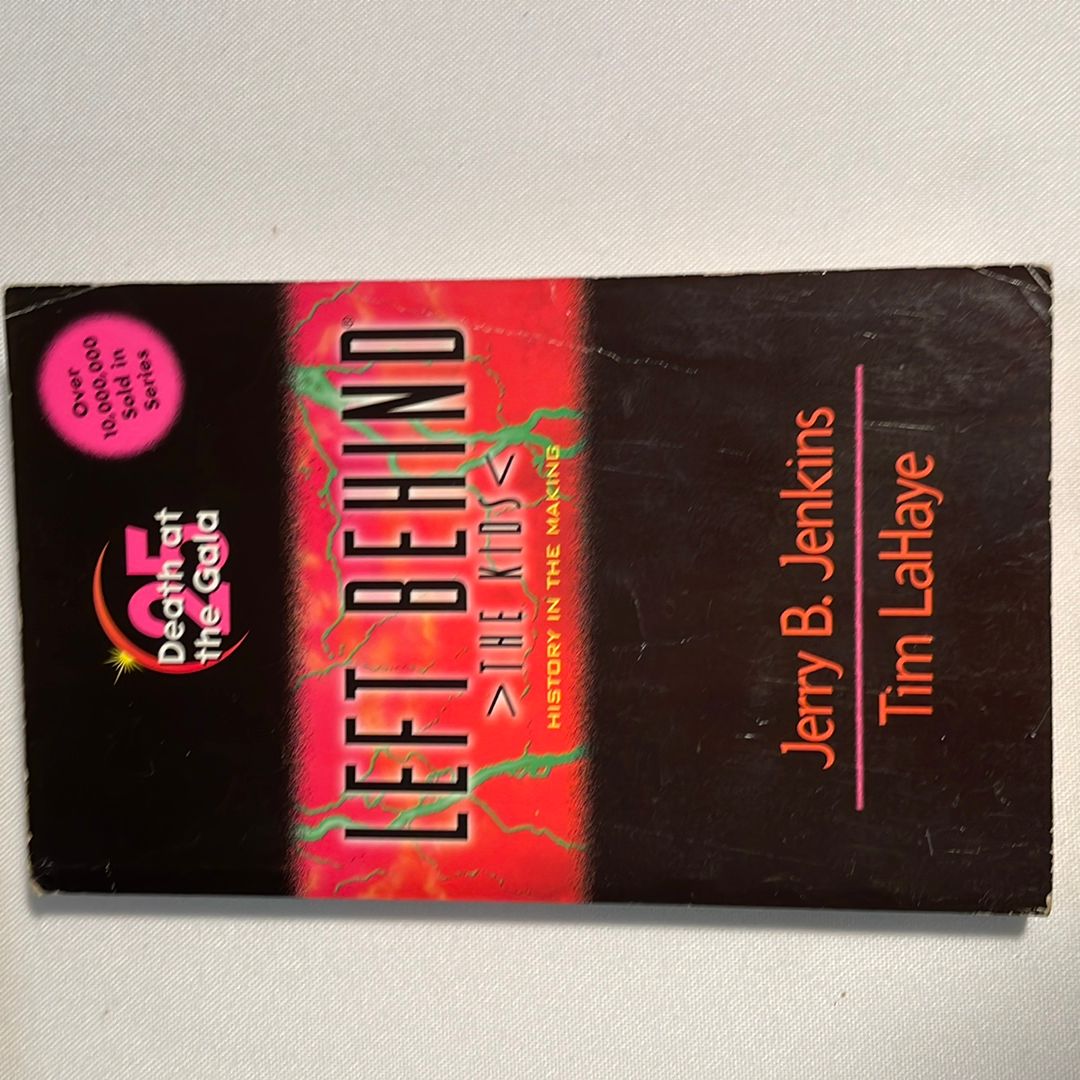 Over
10,000,000
Sold in
Series
25
Death at
the Gala
LEFT BEHIND®
>THE KIDS<
HISTORY IN THE MAKING
Jerry B. Jenkins
Tim LaHaye